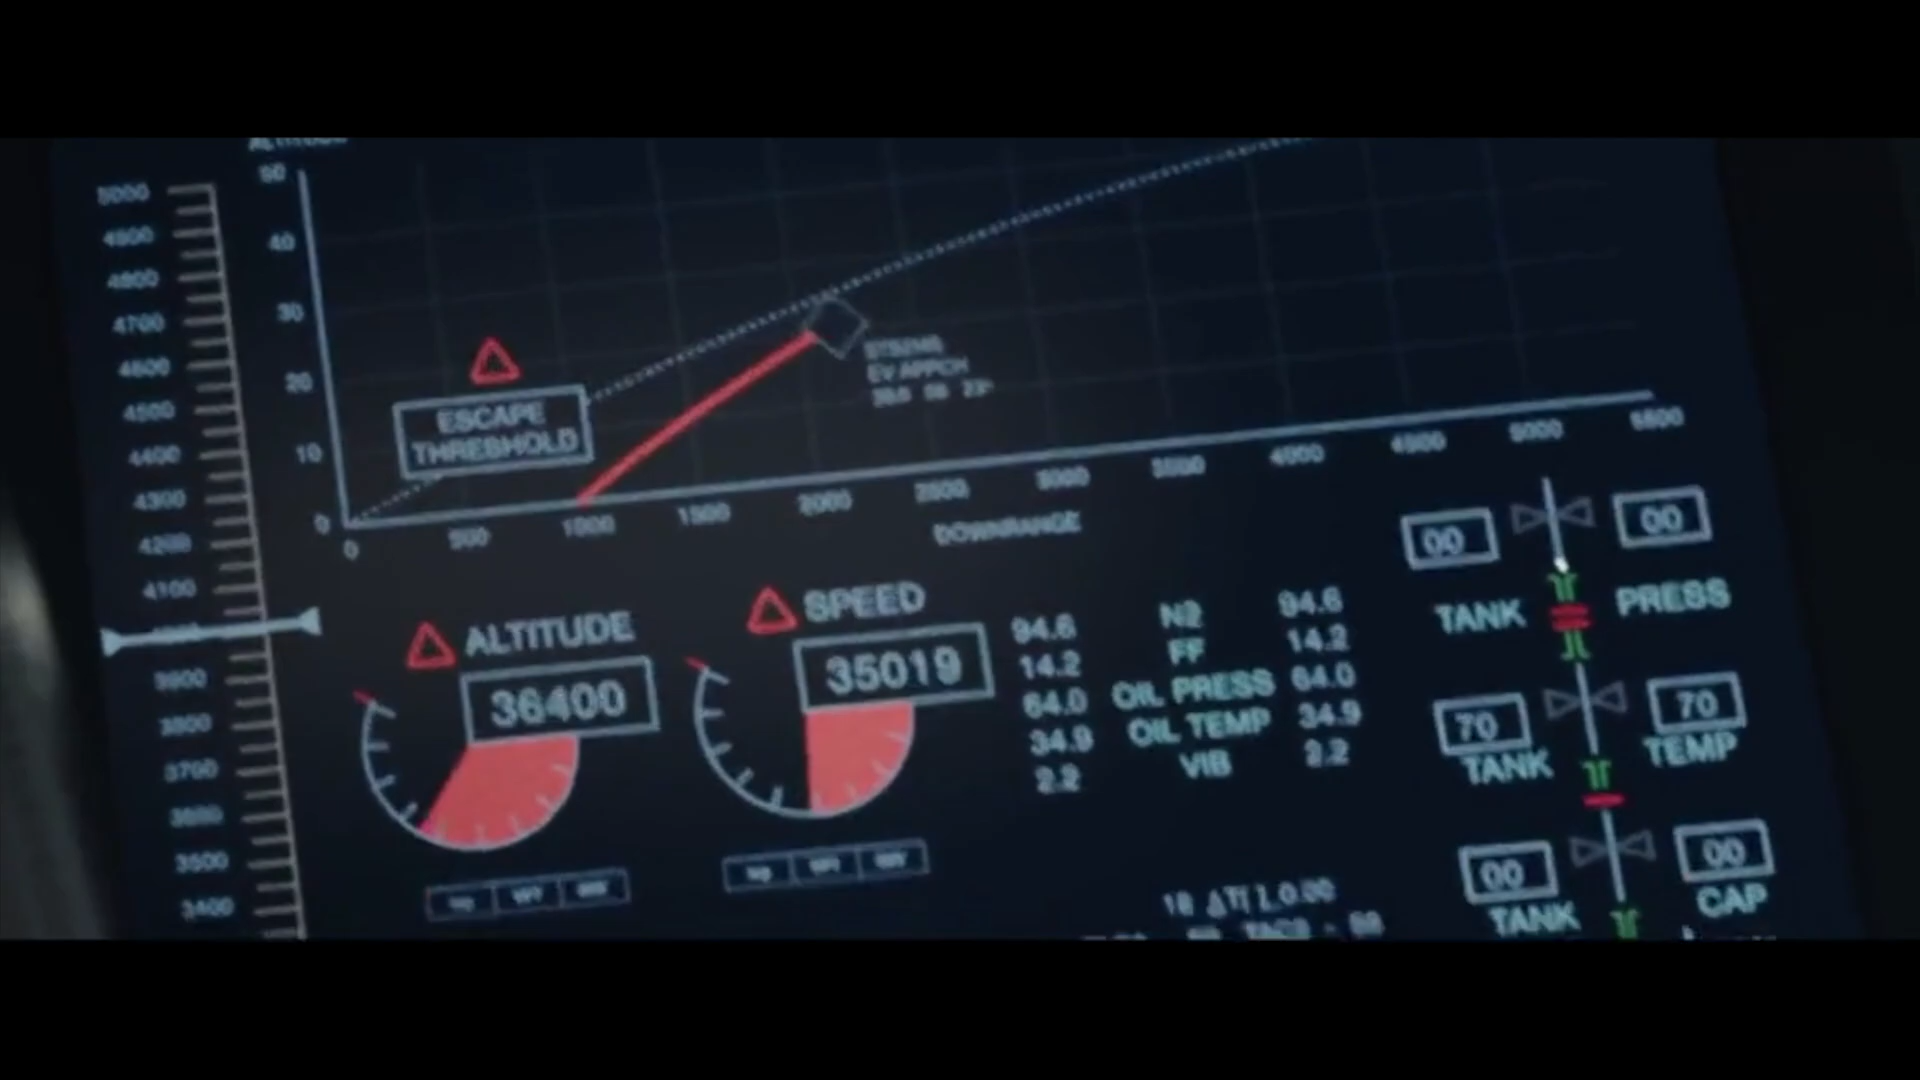 50
40
30
20
10
0
ESCAPE
THRESHOLD
EV APPCH
0
500
1000
1500
2000
2500
3000
3500
4500
4500
5000
5500
DOWNRANGE
5000
4900
4800
4700
4600
4500
4400
4300
4200
4100
3900
3800
3700
3600
3500
3400
ALTITUDE
36400
SPEED
35019
94.6 N2 94.6
14.2 FF 14.2
64.0 OIL PRESS 64.0
34.9 OIL TEMP 34.9
2.2 VIB 2.2
00 00
TANK PRESS
70 70
TANK TEMP
00 00
TANK CAP